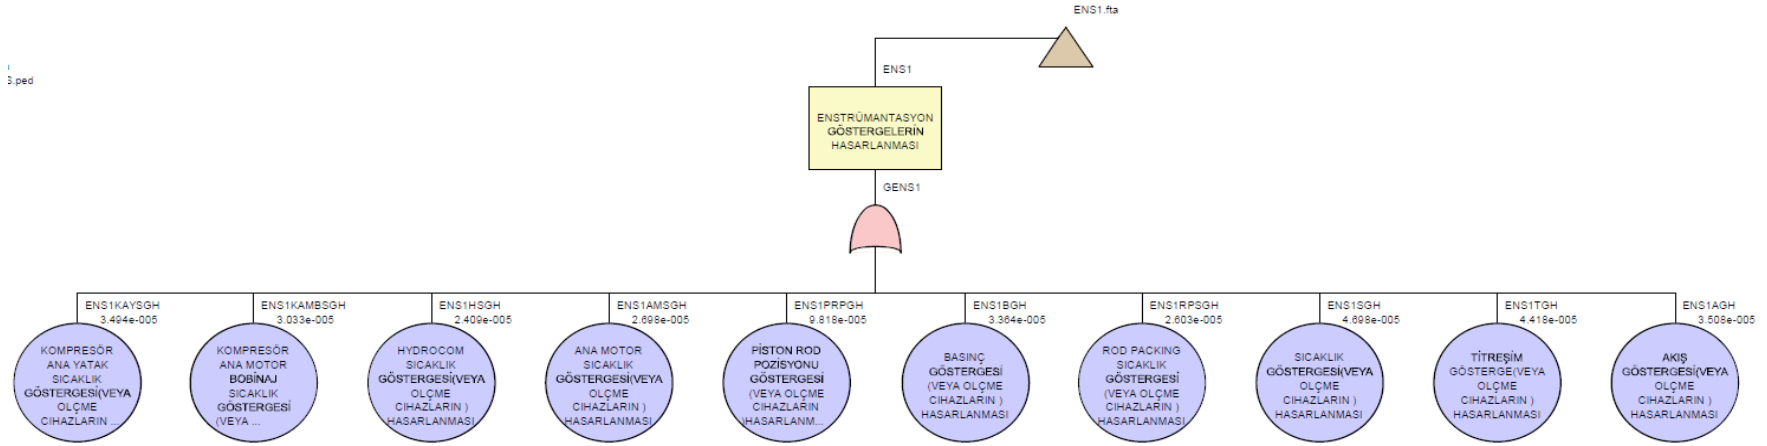 ENS1.fta
S.ped
ENS1
ENSTRÜMANTASYON
GÖSTERGELERİN
HASARLANMASI
GENS1
ENS1KAYSGH
3.494e-005
KOMPRESÖR
ANA YATAK
SICAKLIK
GÖSTERGESİ(VEYA
OLÇME
CIHAZLARIN ...
ENS1KAMBSGH
3.033e-005
KOMPRESÖR
ANA MOTOR
BOBİNAJ
SICAKLIK
GÖSTERGESİ
(VEYA ...
ENS1HSGH
2.409e-005
HYDROCOM
SICAKLIK
GÖSTERGESİ(VEYA
OLÇME
CIHAZLARIN )
HASARLANMASI
ENS1AMSGH
2.698e-005
ANA MOTOR
SICAKLIK
GÖSTERGESİ(VEYA
OLÇME
CIHAZLARIN )
HASARLANMASI
ENS1PRPGH
9.818e-005
PİSTON ROD
POZİSYONU
GÖSTERGESİ
(VEYA OLÇME
CIHAZLARIN
)HASARLANM...
ENS1BGH
3.364e-005
BASINÇ
GÖSTERGESİ
(VEYA OLÇME
CIHAZLARIN )
HASARLANMASI
ENS1RPSGH
2.603e-005
ROD PACKING
SICAKLIK
GÖSTERGESİ
(VEYA OLÇME
CIHAZLARIN )
HASARLANMASI
ENS1SGH
4.698e-005
SICAKLIK
GÖSTERGESİ(VEYA
OLÇME
CIHAZLARIN )
HASARLANMASI
ENS1TGH
4.418e-005
TİTREŞİM
GÖSTERGE(VEYA
OLÇME
CIHAZLARIN )
HASARLANMASI
ENS1AGH
3.508e-005
AKIŞ
GÖSTERGESİ(VEYA
OLÇME
CIHAZLARIN )
HASARLANMASI